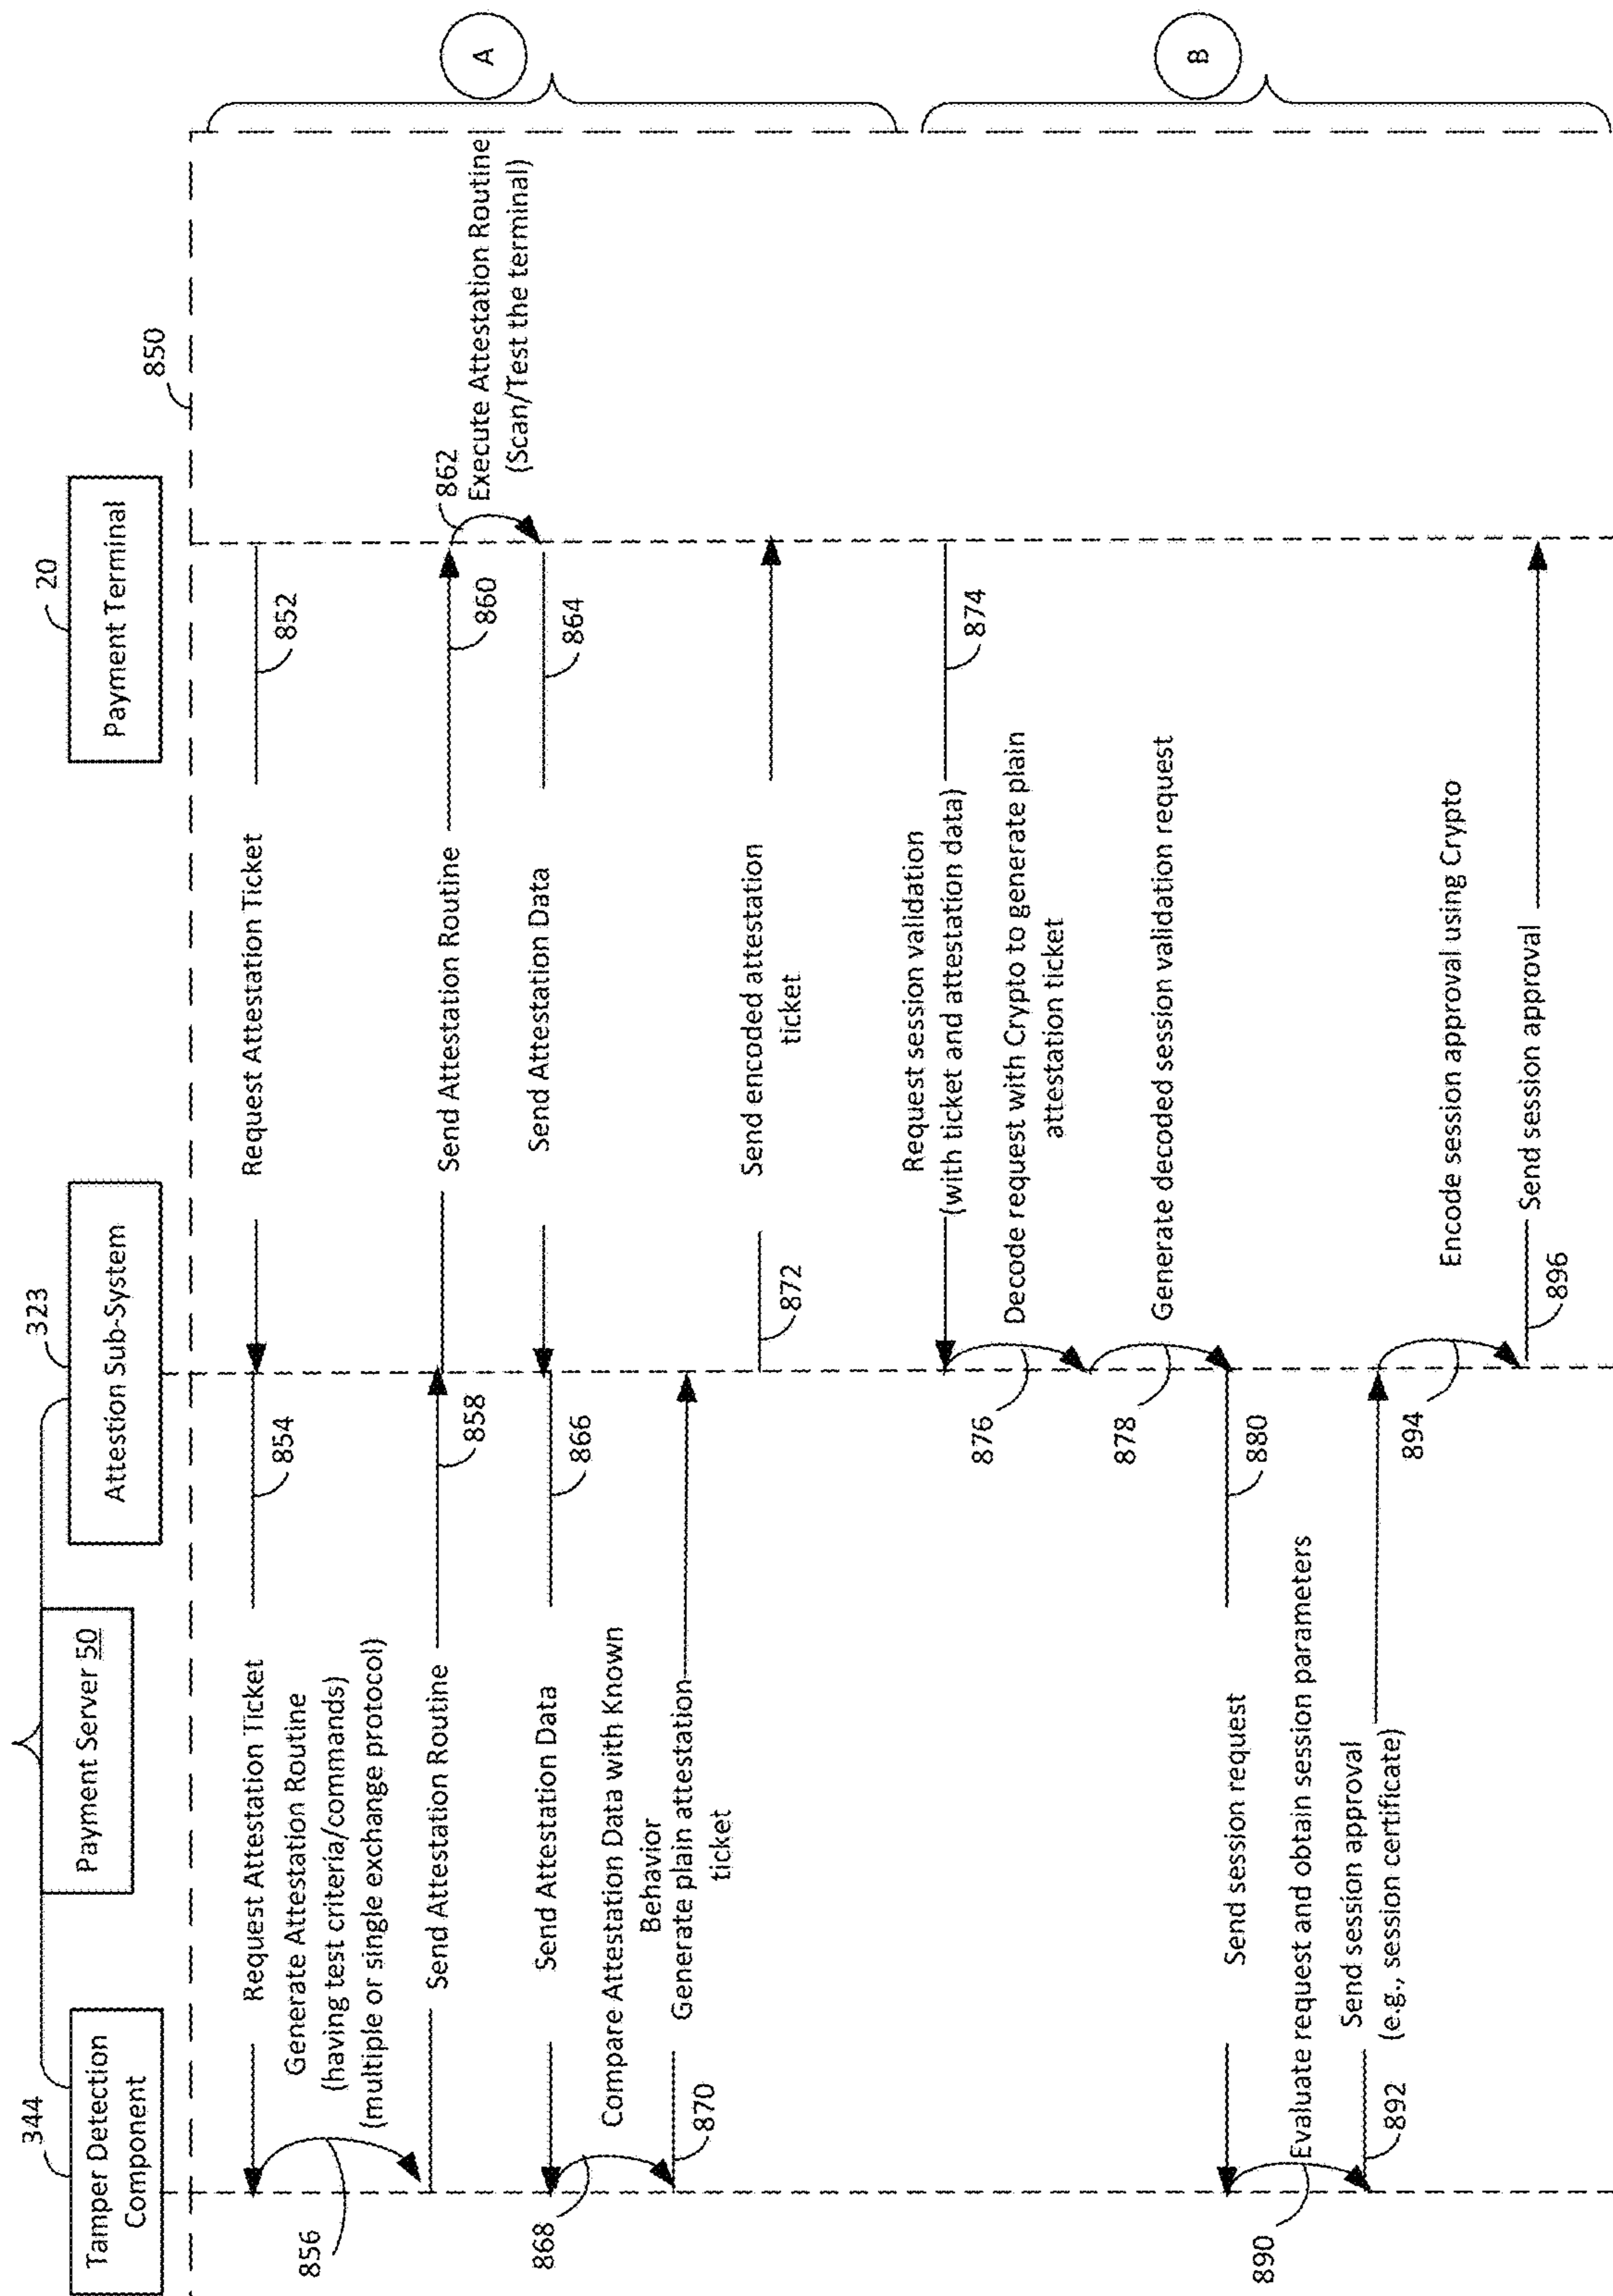 Payment Server 50
344
Tamper Detection
Component
323
Attestion Sub-System
20
Payment Terminal
850
Request Attestation Ticket
854
Request Attestation Ticket
852
Generate Attestation Routine
(having test criteria/commands)
(multiple or single exchange protocol)
856
Send Attestation Routine
858
Send Attestation Routine
860
862
Execute Attestation Routine
(Scan/Test the terminal)
Send Attestation Data
866
Send Attestation Data
864
Compare Attestation Data with Known
Behavior
868
Generate plain attestation
ticket
870
Send encoded attestation
ticket
872
A
Request session validation
(with ticket and attestation data)
874
Decode request with Crypto to generate plain
attestation ticket
876
Generate decoded session validation request
878
Send session request
880
Evaluate request and obtain session parameters
890
Send session approval
(e.g., session certificate)
892
Encode session approval using Crypto
894
Send session approval
896
B